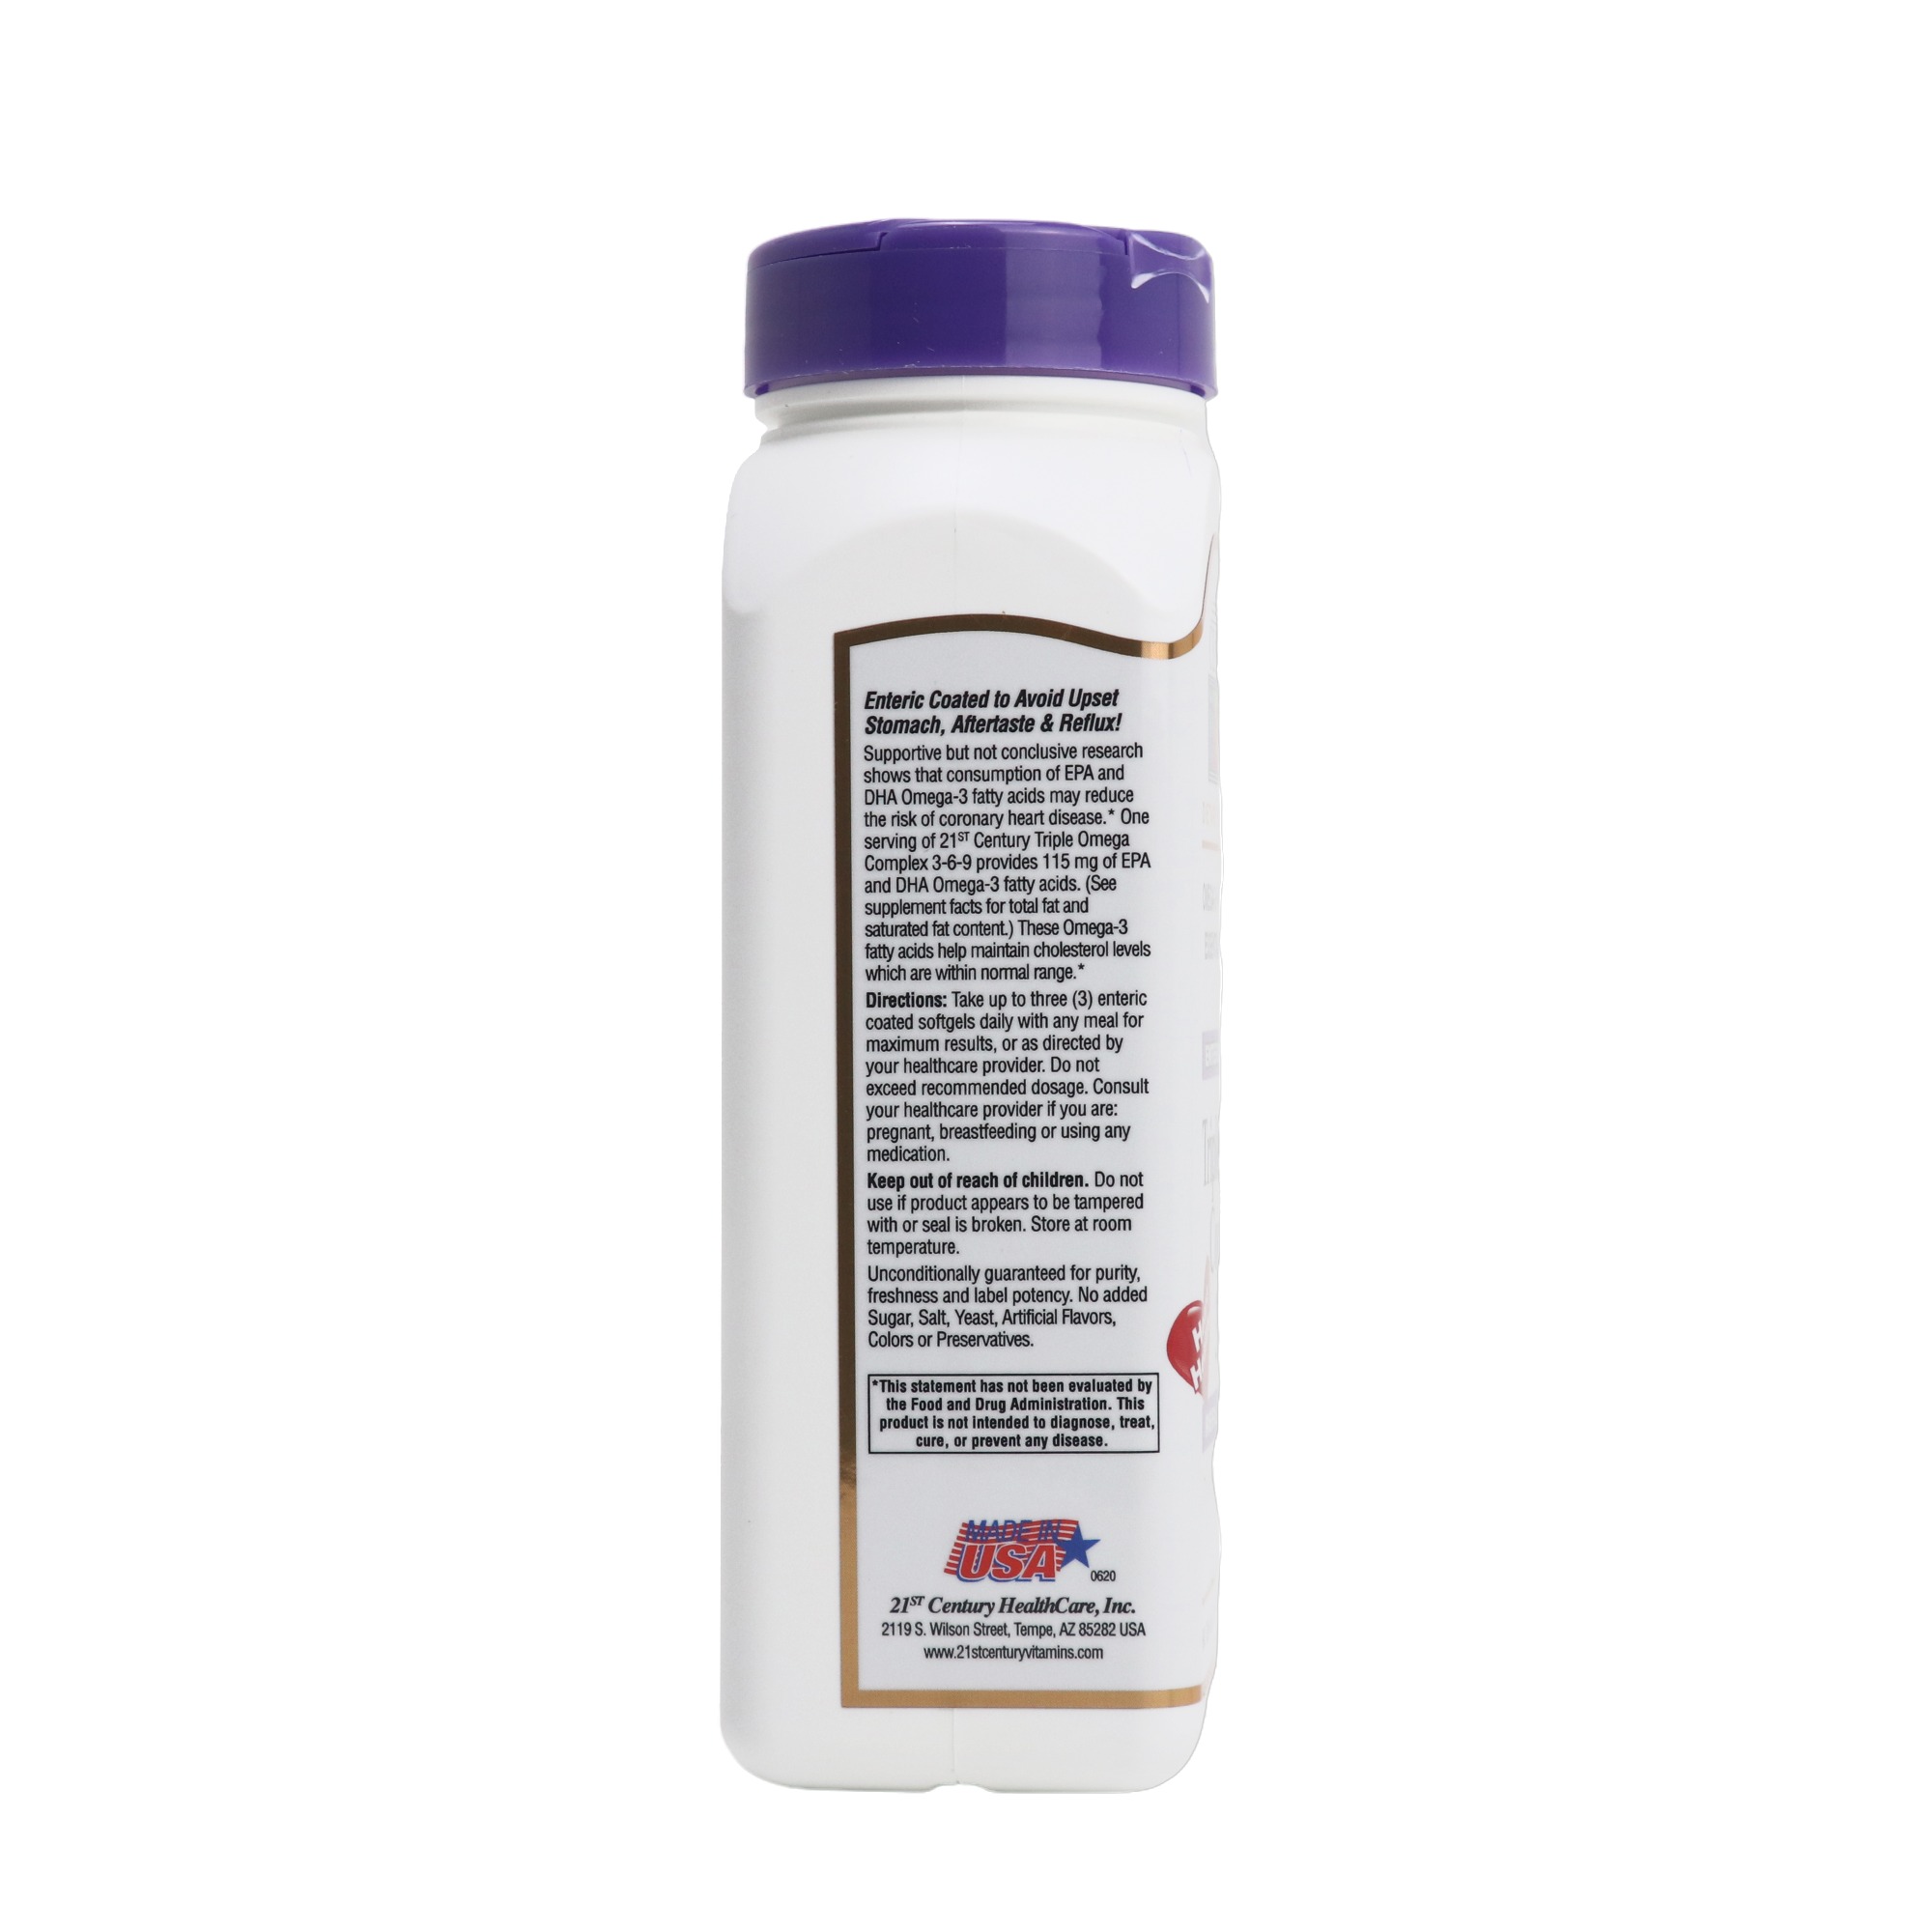 Enteric Coated to Avoid Upset
Stomach, Aftertaste & Reflux!
Supportive but not conclusive research
shows that consumption of EPA and
DHA Omega-3 fatty acids may reduce
the risk of coronary heart disease.* One
serving of 21ST Century Triple Omega
Complex 3-6-9 provides 115 mg of EPA
and DHA Omega-3 fatty acids. (See
supplement facts for total fat and
saturated fat content.) These Omega-3
fatty acids help maintain cholesterol levels
which are within normal range.*
Directions: Take up to three (3) enteric
coated softgels daily with any meal for
maximum results, or as directed by
your healthcare provider. Do not
exceed recommended dosage. Consult
your healthcare provider if you are:
pregnant, breastfeeding or using any
medication.
Keep out of reach of children. Do not
use if product appears to be tampered
with or seal is broken. Store at room
temperature.
Unconditionally guaranteed for purity,
freshness and label potency. No added
Sugar, Salt, Yeast, Artificial Flavors,
Colors or Preservatives.
*This statement has not been evaluated by
the Food and Drug Administration. This
product is not intended to diagnose, treat,
cure, or prevent any disease.
MADE IN
USA
0620
21ST Century HealthCare, Inc.
2119 S. Wilson Street, Tempe, AZ 85282 USA
www.21stcenturyvitamins.com